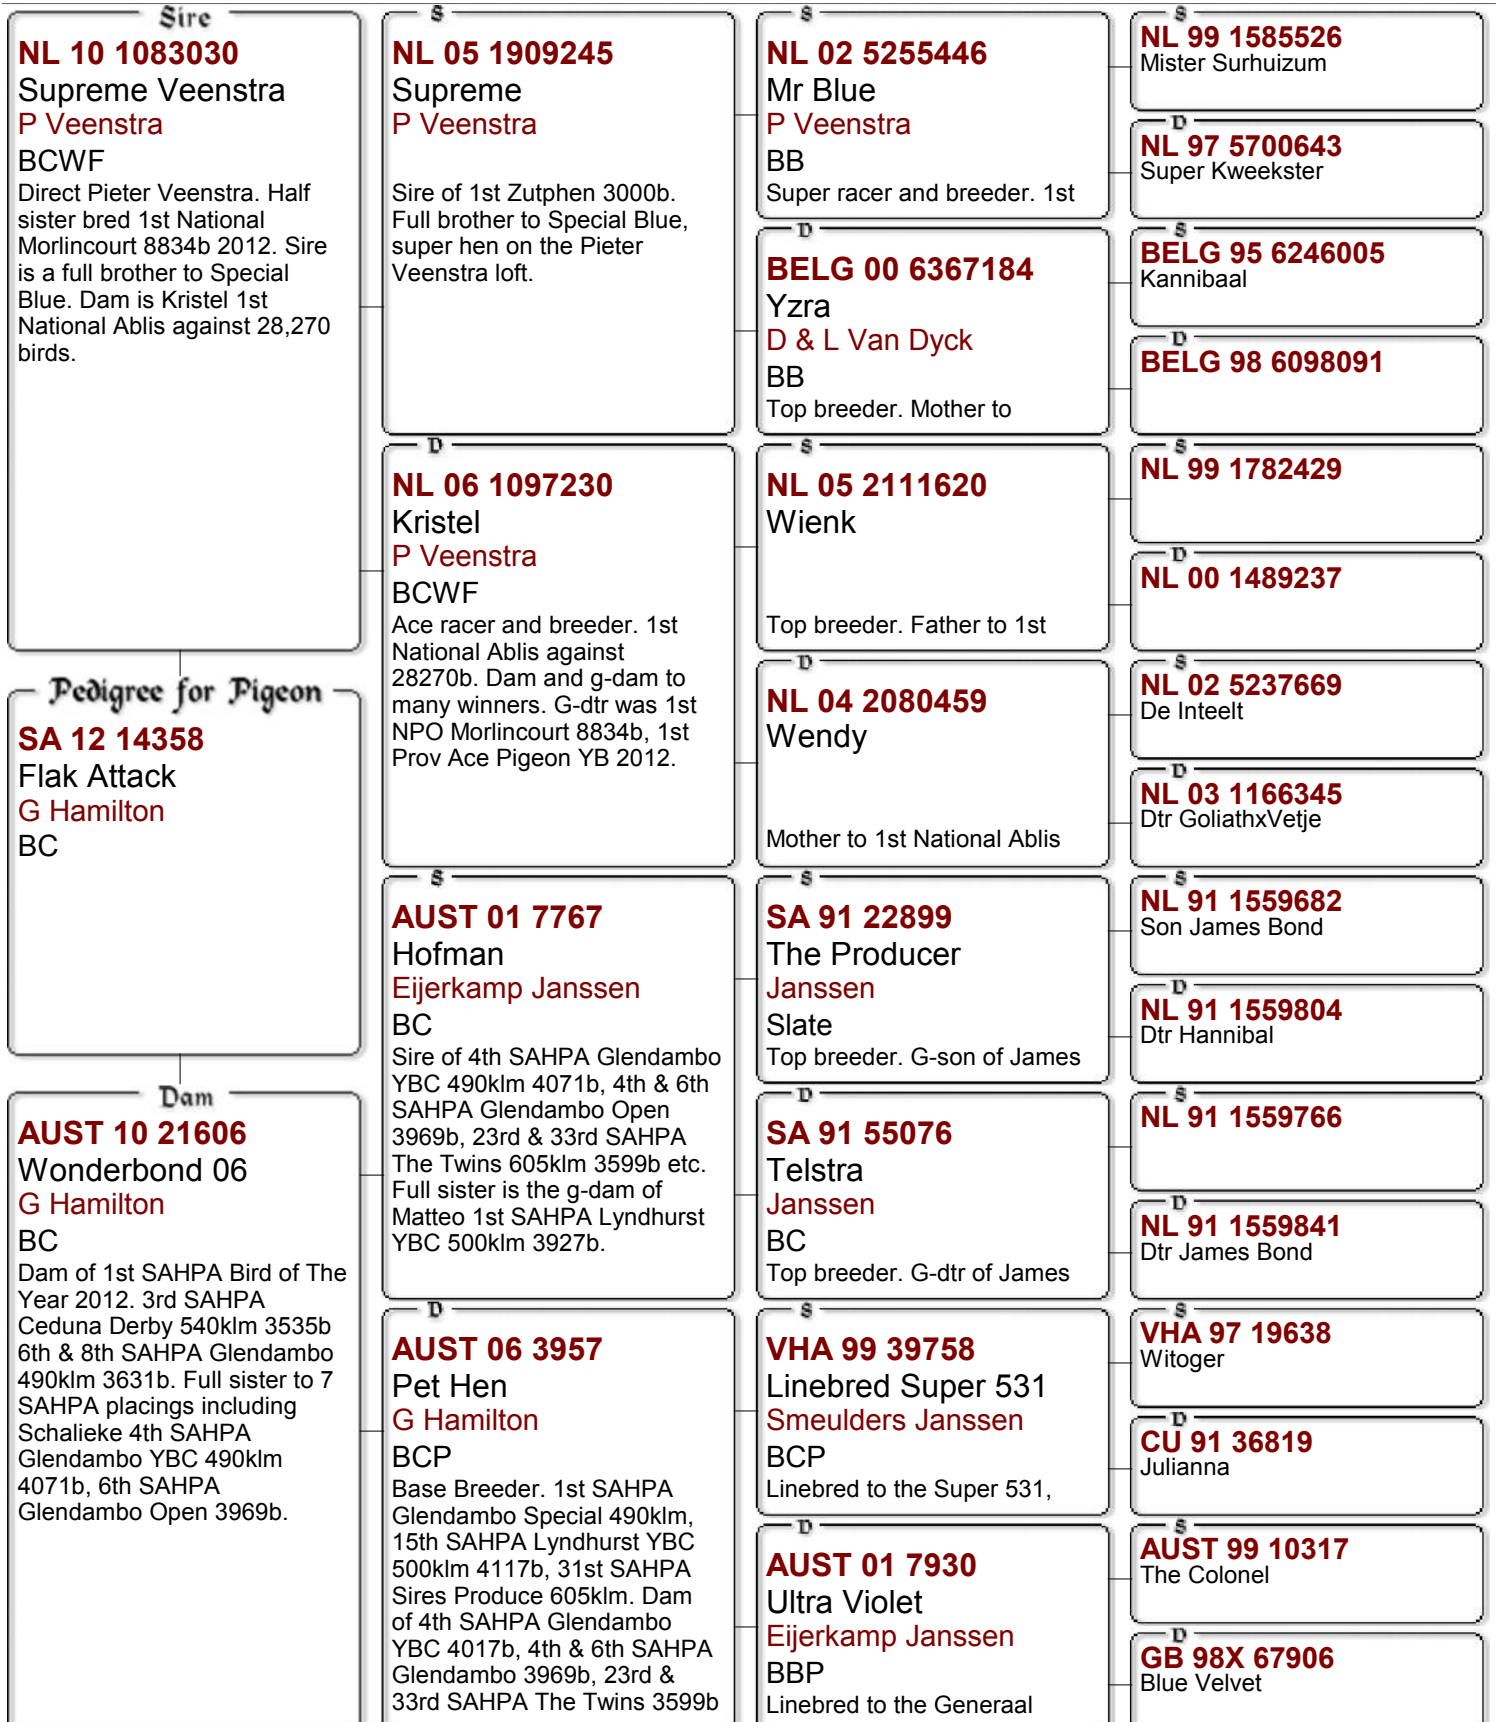 Sire
NL 10 1083030
Supreme Veenstra
P Veenstra
BCWF
Direct Pieter Veenstra. Half
sister bred 1st National
Morlincourt 8834b 2012. Sire
is a full brother to Special
Blue. Dam is Kristel 1st
National Ablis against 28,270
birds.
Pedigree for Pigeon
SA 12 14358
Flak Attack
G Hamilton
BC
Dam
AUST 10 21606
Wonderbond 06
G Hamilton
BC
Dam of 1st SAHPA Bird of The
Year 2012. 3rd SAHPA
Ceduna Derby 540klm 3535b
6th & 8th SAHPA Glendambo
490klm 3631b. Full sister to 7
SAHPA placings including
Schalieke 4th SAHPA
Glendambo YBC 490klm
4071b, 6th SAHPA
Glendambo Open 3969b.
S
NL 05 1909245
Supreme
P Veenstra
Sire of 1st Zutphen 3000b.
Full brother to Special Blue,
super hen on the Pieter
Veenstra loft.
D
NL 06 1097230
Kristel
P Veenstra
BCWF
Ace racer and breeder. 1st
National Ablis against
28270b. Dam and g-dam to
many winners. G-dtr was 1st
NPO Morlincourt 8834b, 1st
Prov Ace Pigeon YB 2012.
S
AUST 01 7767
Hofman
Eijerkamp Janssen
BC
Sire of 4th SAHPA Glendambo
YBC 490klm 4071b, 4th & 6th
SAHPA Glendambo Open
3969b, 23rd & 33rd SAHPA
The Twins 605klm 3599b etc.
Full sister is the g-dam of
Matteo 1st SAHPA Lyndhurst
YBC 500klm 3927b.
D
AUST 06 3957
Pet Hen
G Hamilton
BCP
Base Breeder. 1st SAHPA
Glendambo Special 490klm,
15th SAHPA Lyndhurst YBC
500klm 4117b, 31st SAHPA
Sires Produce 605klm. Dam
of 4th SAHPA Glendambo
YBC 4017b, 4th & 6th SAHPA
Glendambo 3969b, 23rd &
33rd SAHPA The Twins 3599b
S
NL 02 5255446
Mr Blue
P Veenstra
BB
Super racer and breeder. 1st
D
BELG 00 6367184
Yzra
D & L Van Dyck
BB
Top breeder. Mother to
S
NL 05 2111620
Wienk
Top breeder. Father to 1st
D
NL 04 2080459
Wendy
Mother to 1st National Ablis
S
SA 91 22899
The Producer
Janssen
Slate
Top breeder. G-son of James
D
SA 91 55076
Telstra
Janssen
BC
Top breeder. G-dtr of James
S
VHA 99 39758
Linebred Super 531
Smeulders Janssen
BCP
Linebred to the Super 531,
D
AUST 01 7930
Ultra Violet
Eijerkamp Janssen
BBP
Linebred to the Generaal
S
NL 99 1585526
Mister Surhuizum
D
NL 97 5700643
Super Kweekster
S
BELG 95 6246005
Kannibaal
D
BELG 98 6098091
S
NL 99 1782429
D
NL 00 1489237
S
NL 02 5237669
De Inteelt
D
NL 03 1166345
Dtr GoliathxVetje
S
NL 91 1559682
Son James Bond
D
NL 91 1559804
Dtr Hannibal
S
NL 91 1559766
D
NL 91 1559841
Dtr James Bond
S
VHA 97 19638
Witoger
D
CU 91 36819
Julianna
S
AUST 99 10317
The Colonel
D
GB 98X 67906
Blue Velvet